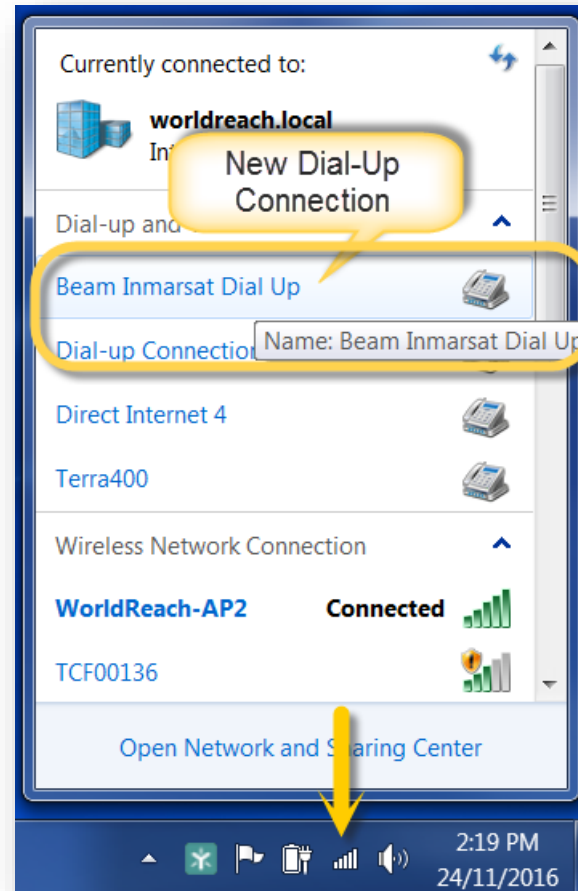 Currently connected to:
worldreach.local
In
New Dial-Up
Connection
Dial-up and
Beam Inmarsat Dial Up
Name: Beam Inmarsat Dial Up
Dial-up Connection
Direct Internet 4
Terra400
Wireless Network Connection
WorldReach-AP2 Connected
TCF00136
Open Network and Sharing Center
2:19 PM
24/11/2016